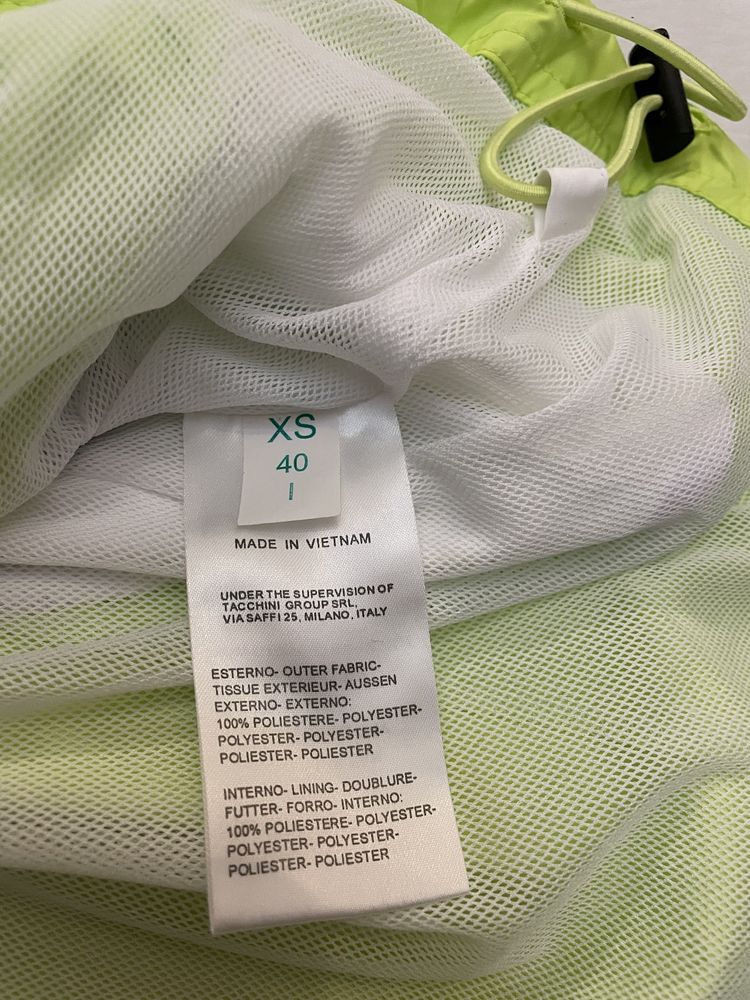 XS
40
I
MADE IN VIETNAM
UNDER THE SUPERVISION OF
TACCHINI GROUP SRL,
VIA SAFFI 25, MILANO, ITALY
ESTERNO- OUTER FABRIC-
TISSUE EXTERIEUR- AUSSEN
EXTERNO- EXTERNO:
100% POLIESTERE- POLYESTER-
POLYESTER- POLYESTER-
POLIESTER- POLIESTER
INTERNO- LINING- DOUBLURE-
FUTTER- FORRO- INTERNO:
100% POLIESTERE- POLYESTER-
POLYESTER- POLYESTER-
POLIESTER- POLIESTER